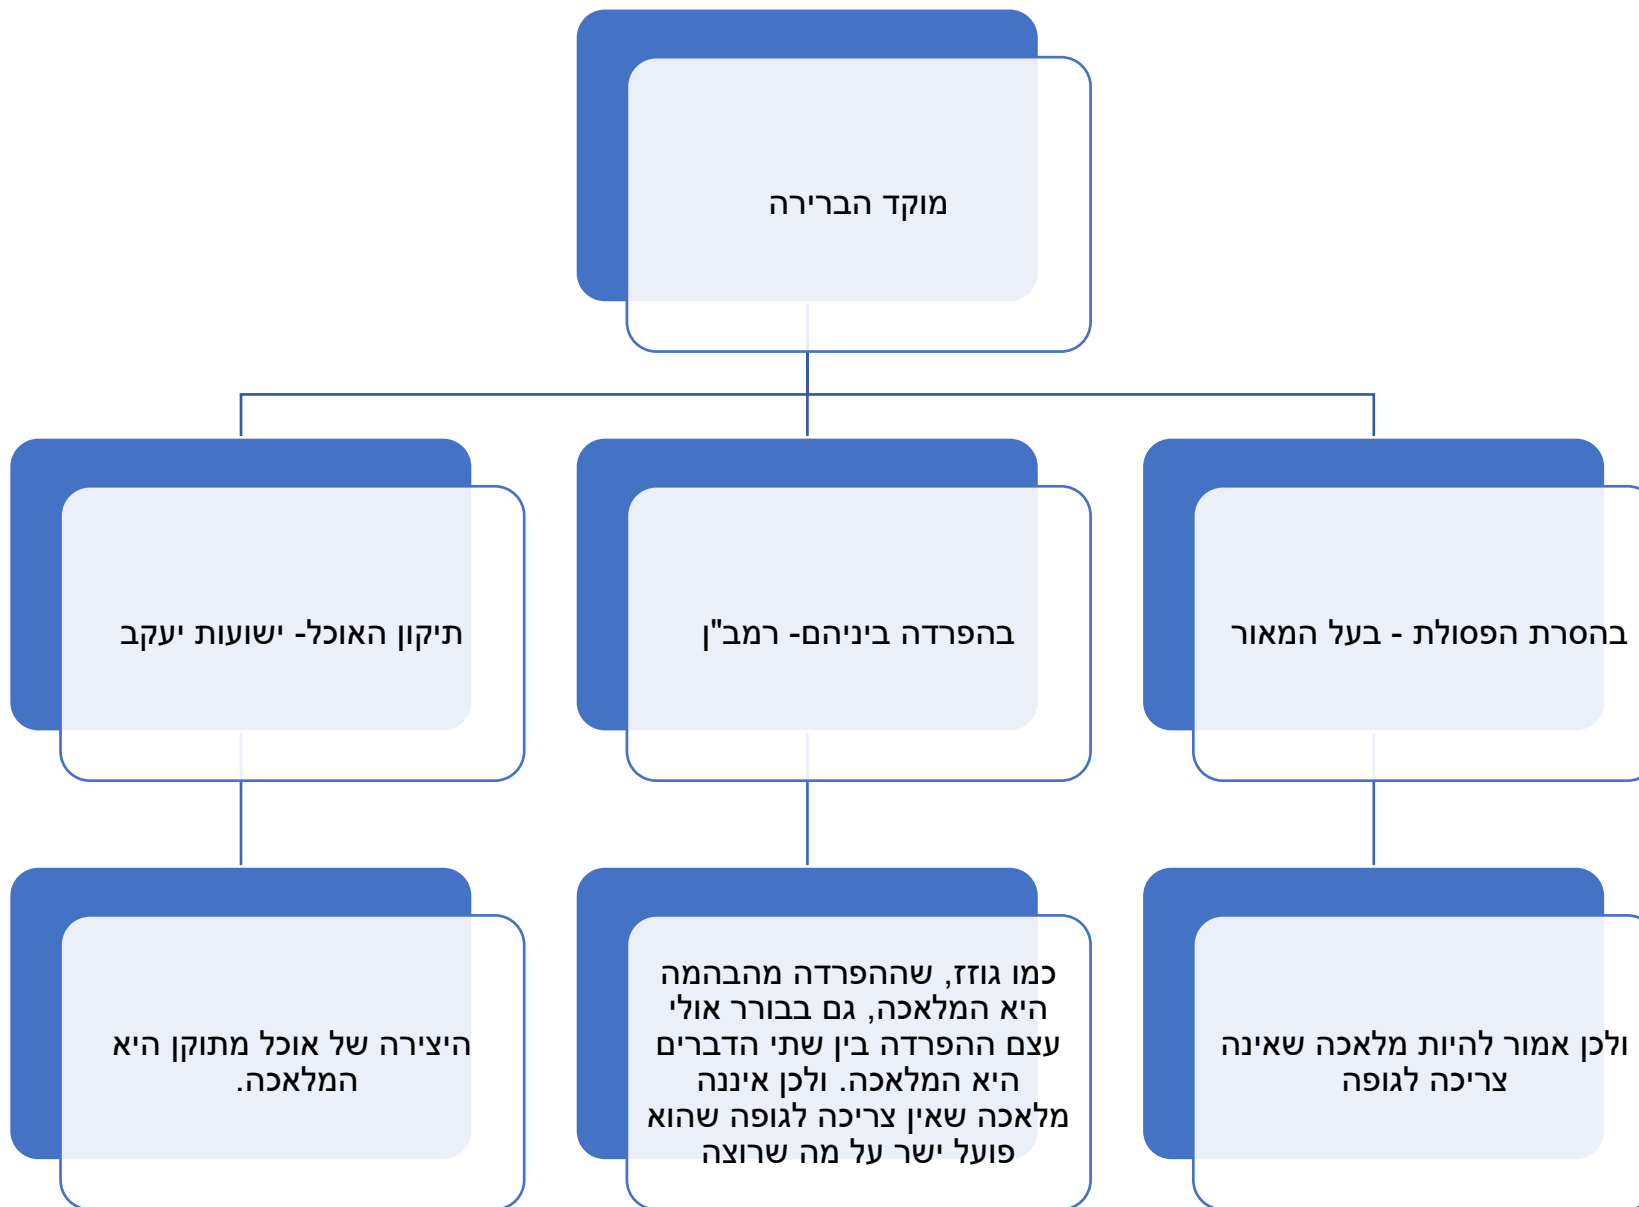 מוקד הברירה
בהסרת הפסולת - בעל המאור
בהפרדה ביניהם- רמב"ן
תיקון האוכל- ישועות יעקב
ולכן אמור להיות מלאכה שאינה
צריכה לגופה
כמו גוזז, שההפרדה מהבהמה
היא המלאכה, גם בבורר אולי
עצם ההפרדה בין שתי הדברים
היא המלאכה. ולכן איננה
מלאכה שאין צריכה לגופה שהוא
פועל ישר על מה שרוצה
היצירה של אוכל מתוקן היא
המלאכה.